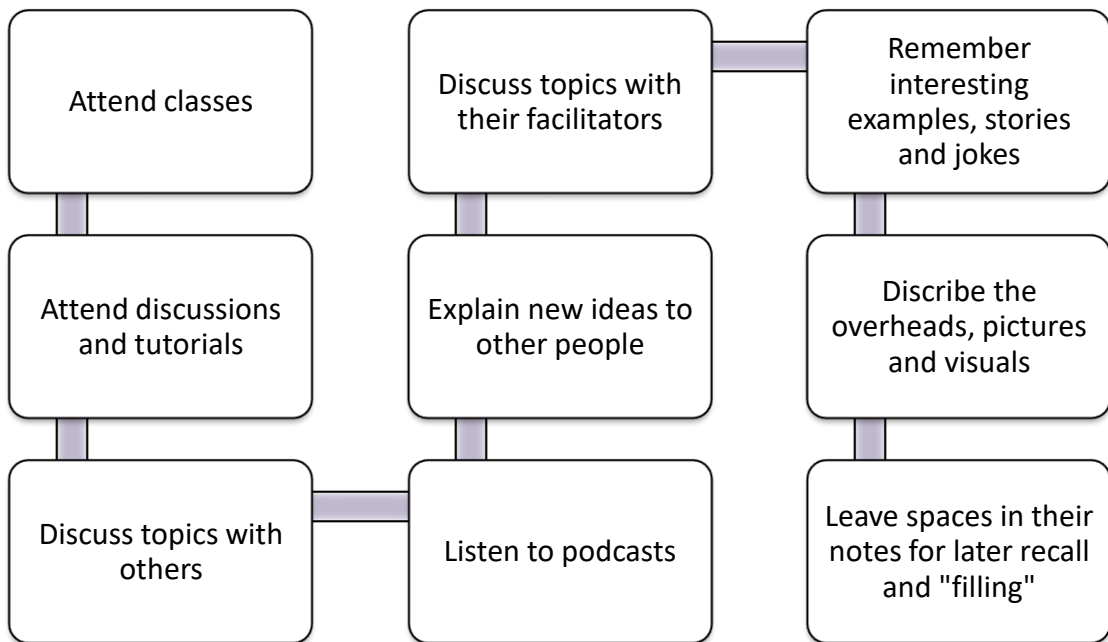 Attend classes
Attend discussions
and tutorials
Discuss topics with
others
Listen to podcasts
Explain new ideas to
other people
Discuss topics with
their facilitators
Remember
interesting
examples, stories
and jokes
Discribe the
overheads, pictures
and visuals
Leave spaces in their
notes for later recall
and "filling"